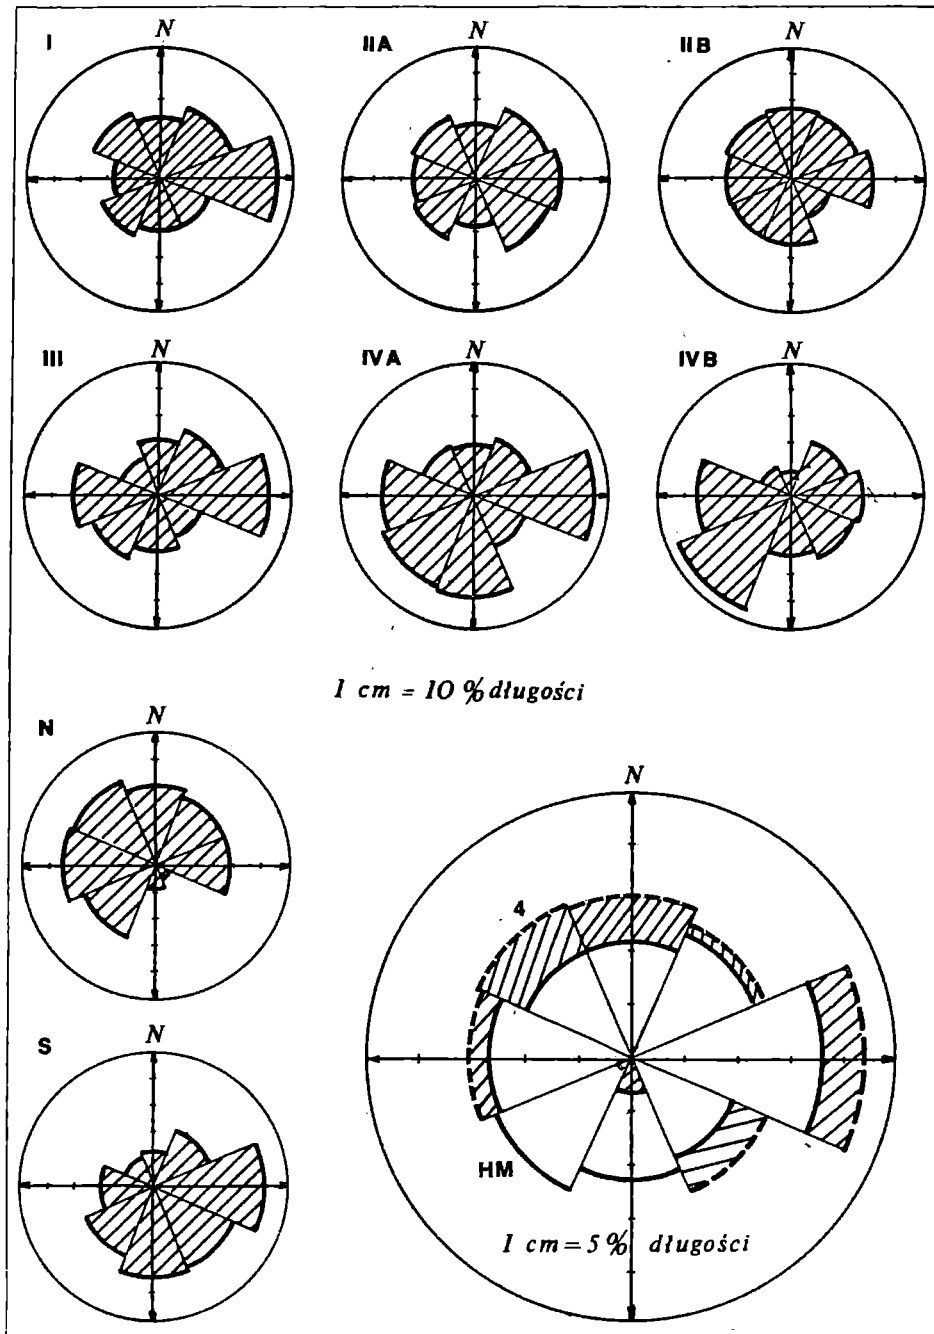 I
N
IIA
N
IIB
N
III
N
IVA
N
IVB
N
1 cm = 10 % długości
N
N
S
N
N
4
HM
1 cm = 5 % długości